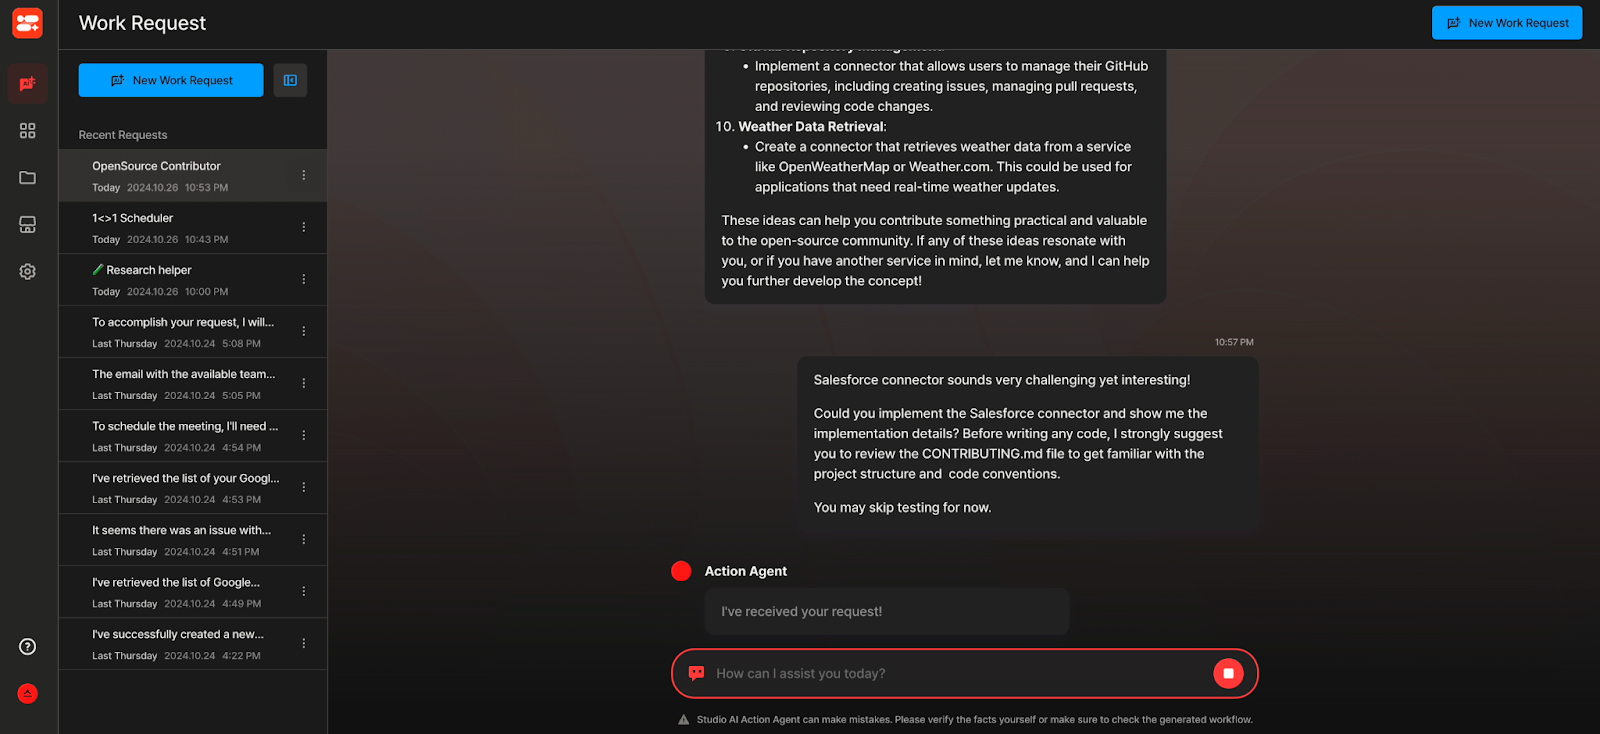 Work Request
New Work Request
New Work Request
Recent Requests
OpenSource Contributor
Today 2024.10.26 10:53 PM
1<>1 Scheduler
Today 2024.10.26 10:43 PM
Research helper
Today 2024.10.26 10:00 PM
To accomplish your request, I will...
Last Thursday 2024.10.24 5:08 PM
The email with the available team...
Last Thursday 2024.10.24 5:05 PM
To schedule the meeting, I'll need ...
Last Thursday 2024.10.24 4:54 PM
I've retrieved the list of your Googl...
Last Thursday 2024.10.24 4:53 PM
It seems there was an issue with...
Last Thursday 2024.10.24 4:51 PM
I've retrieved the list of Google...
Last Thursday 2024.10.24 4:49 PM
I've successfully created a new...
Last Thursday 2024.10.24 4:22 PM
Repository Management:
• Implement a connector that allows users to manage their GitHub
repositories, including creating issues, managing pull requests,
and reviewing code changes.
10. Weather Data Retrieval:
• Create a connector that retrieves weather data from a service
like OpenWeatherMap or Weather.com. This could be used for
applications that need real-time weather updates.
These ideas can help you contribute something practical and valuable
to the open-source community. If any of these ideas resonate with
you, or if you have another service in mind, let me know, and I can help
you further develop the concept!
10:57 PM
Salesforce connector sounds very challenging yet interesting!
Could you implement the Salesforce connector and show me the
implementation details? Before writing any code, I strongly suggest
you to review the CONTRIBUTING.md file to get familiar with the
project structure and code conventions.
You may skip testing for now.
Action Agent
I've received your request!
How can I assist you today?
Studio AI Action Agent can make mistakes. Please verify the facts yourself or make sure to check the generated workflow.